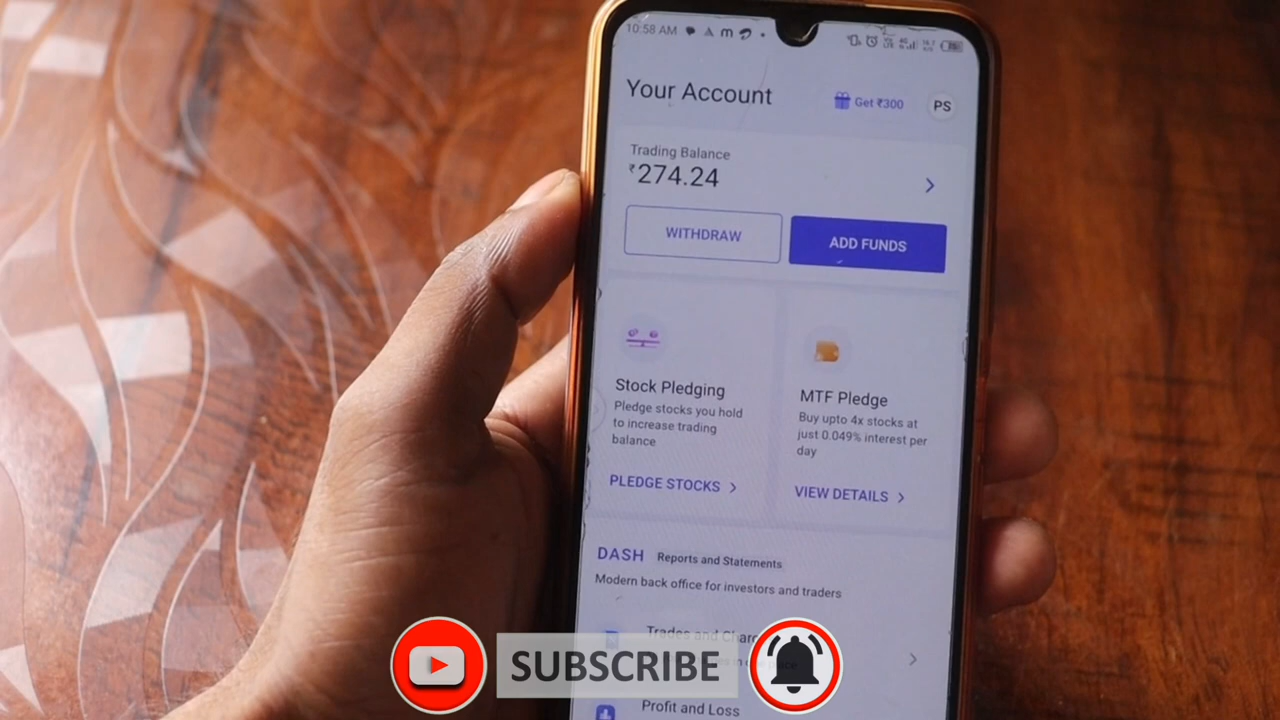 10:58 AM
Your Account
Get ₹300
PS
Trading Balance
₹274.24
WITHDRAW
ADD FUNDS
Stock Pledging
Pledge stocks you hold
to increase trading
balance
PLEDGE STOCKS
MTF Pledge
Buy upto 4x stocks at
just 0.049% interest per
day
VIEW DETAILS
DASH Reports and Statements
Modern back office for investors and traders
Trades and
SUBSCRIBE
Profit and Loss